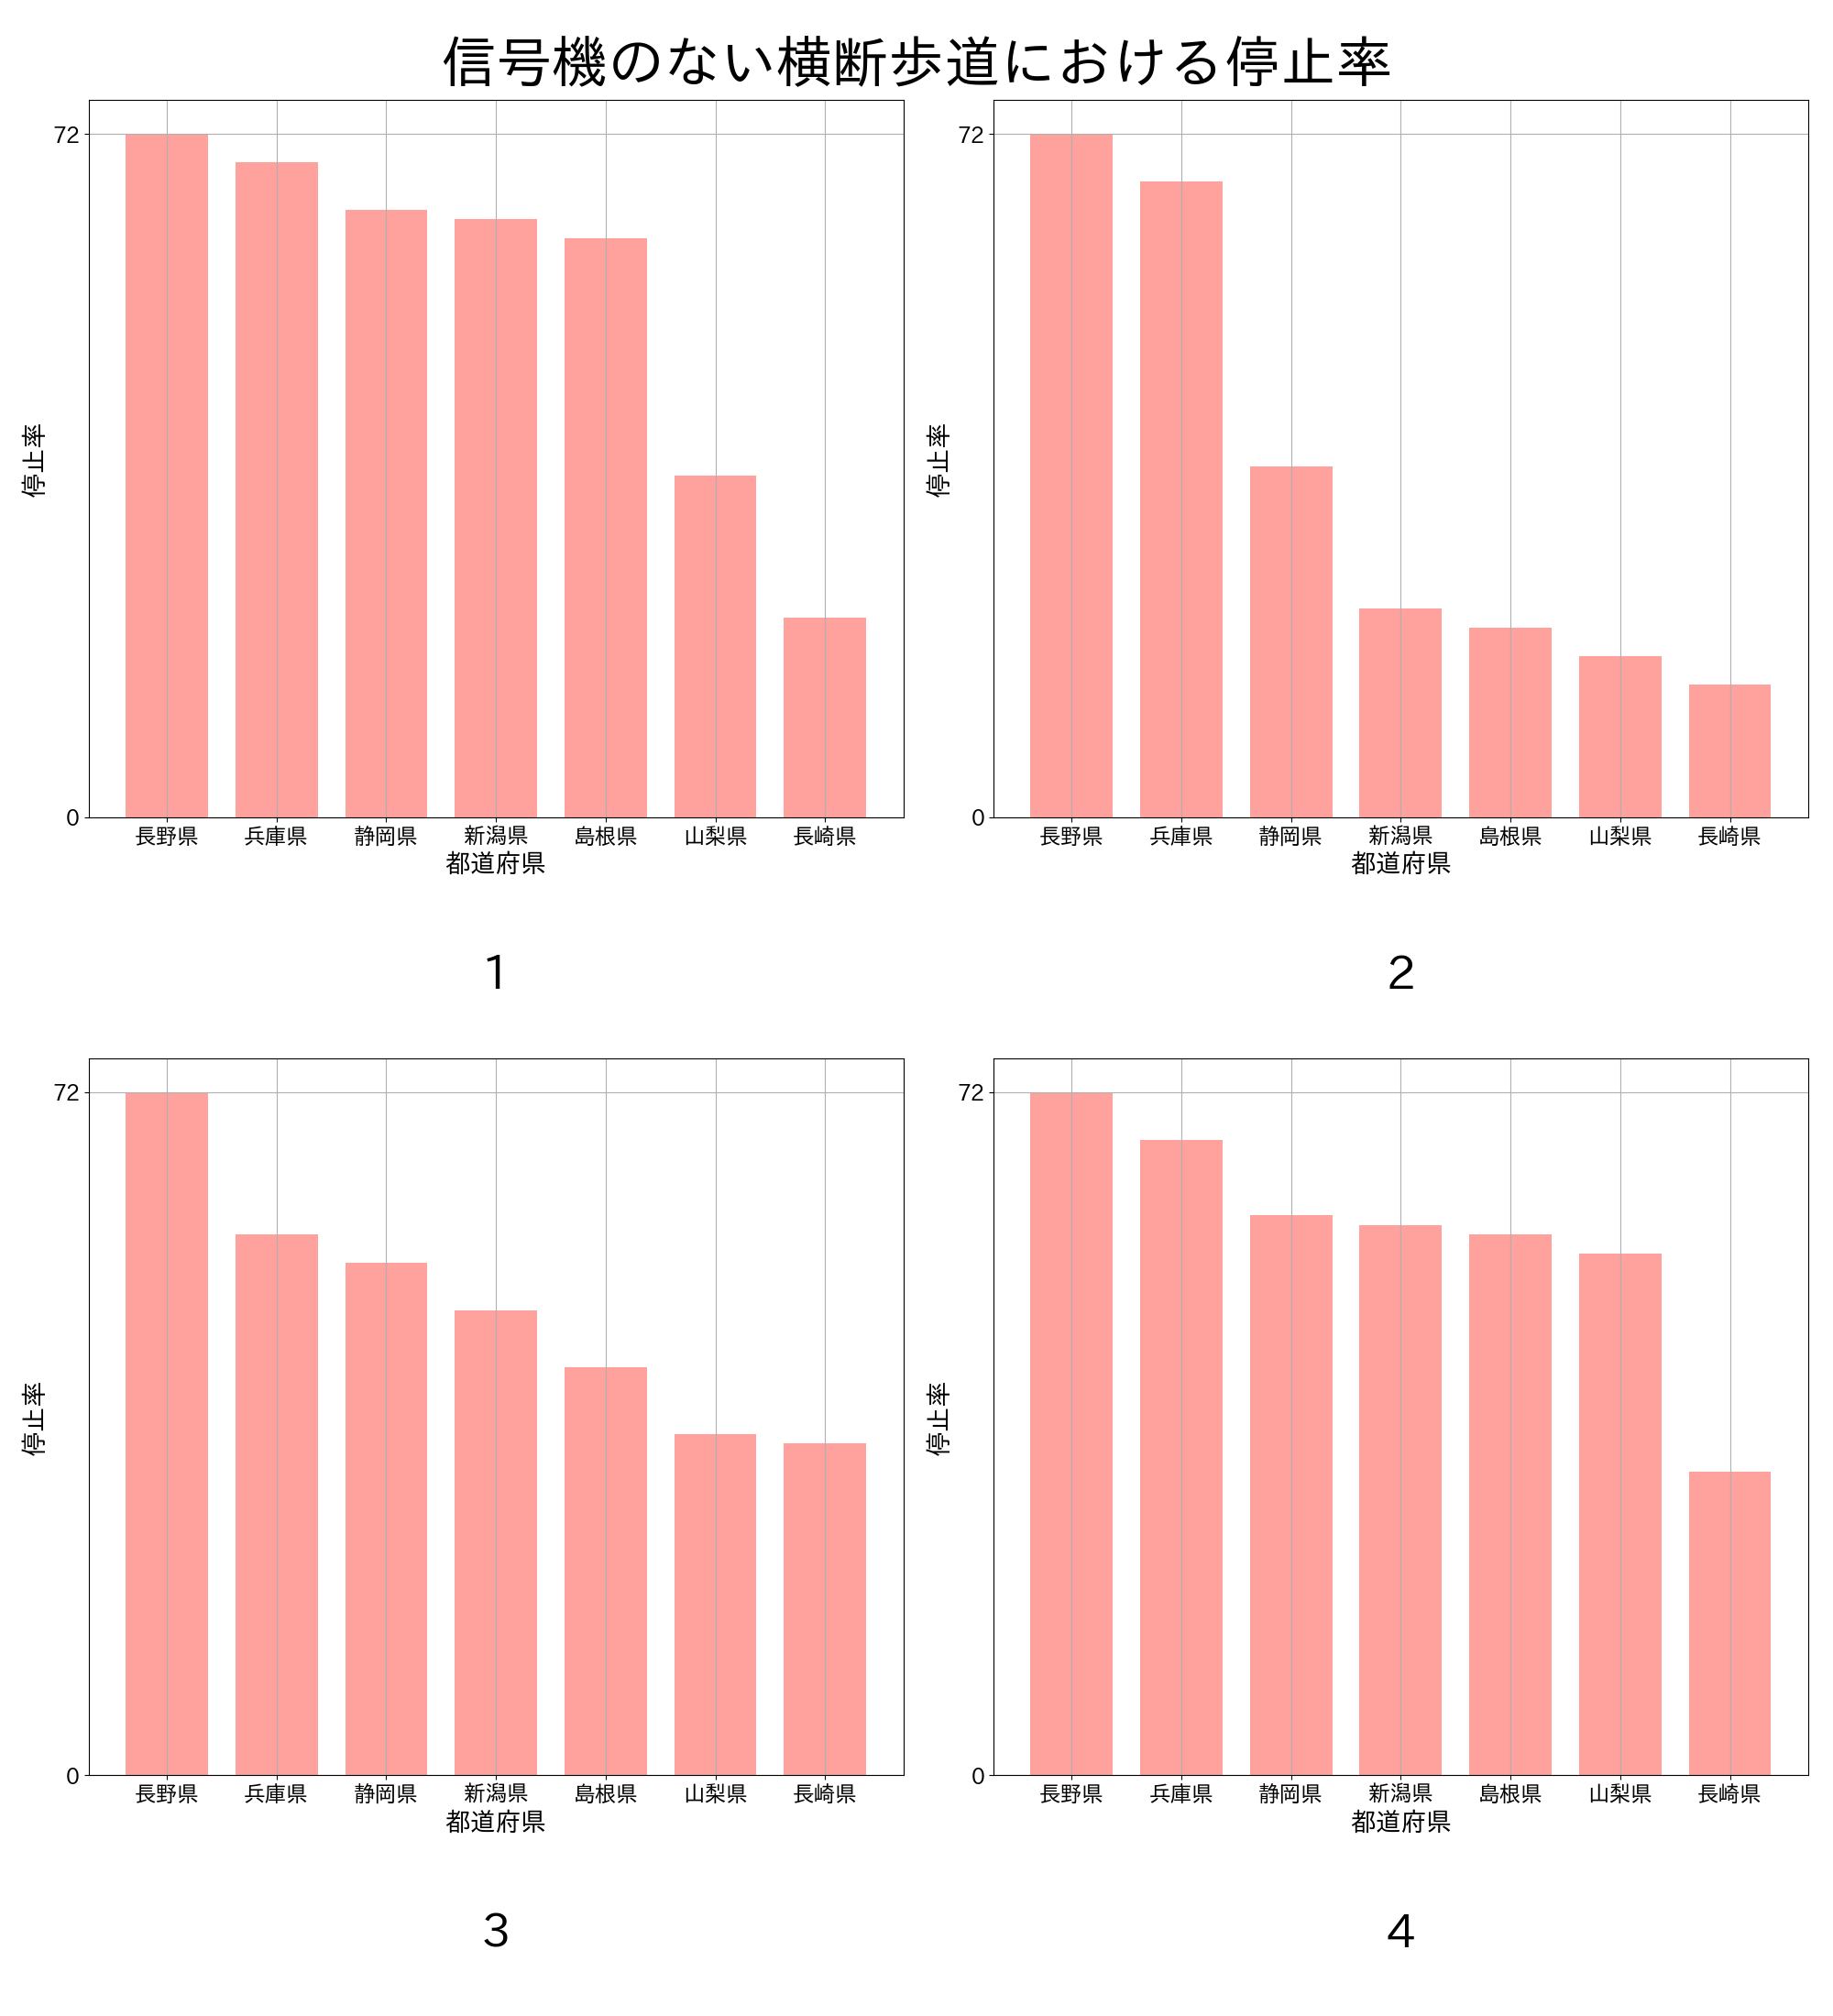 信号機のない横断歩道における停止率
72
0
停止率
長野県 兵庫県 静岡県 新潟県 島根県 山梨県 長崎県
都道府県
1
72
0
停止率
長野県 兵庫県 静岡県 新潟県 島根県 山梨県 長崎県
都道府県
2
72
0
停止率
長野県 兵庫県 静岡県 新潟県 島根県 山梨県 長崎県
都道府県
3
72
0
停止率
長野県 兵庫県 静岡県 新潟県 島根県 山梨県 長崎県
都道府県
4